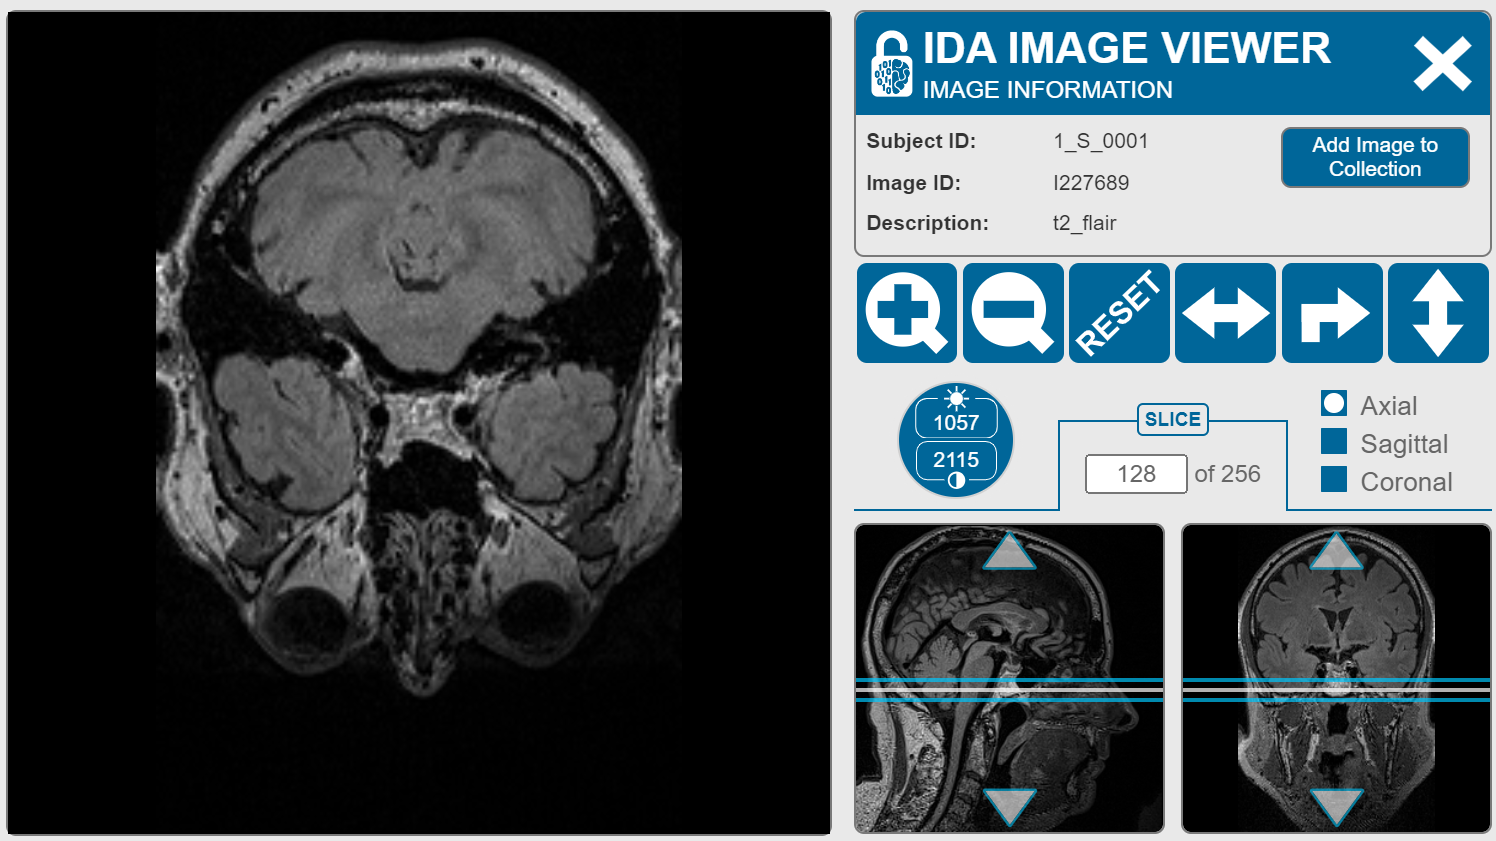 IDA IMAGE VIEWER
IMAGE INFORMATION
Subject ID: 1_S_0001
Add Image to
Collection
Image ID: I227689
Description: t2_flair
RESET
1057
2115
SLICE
128 of 256
Axial
Sagittal
Coronal